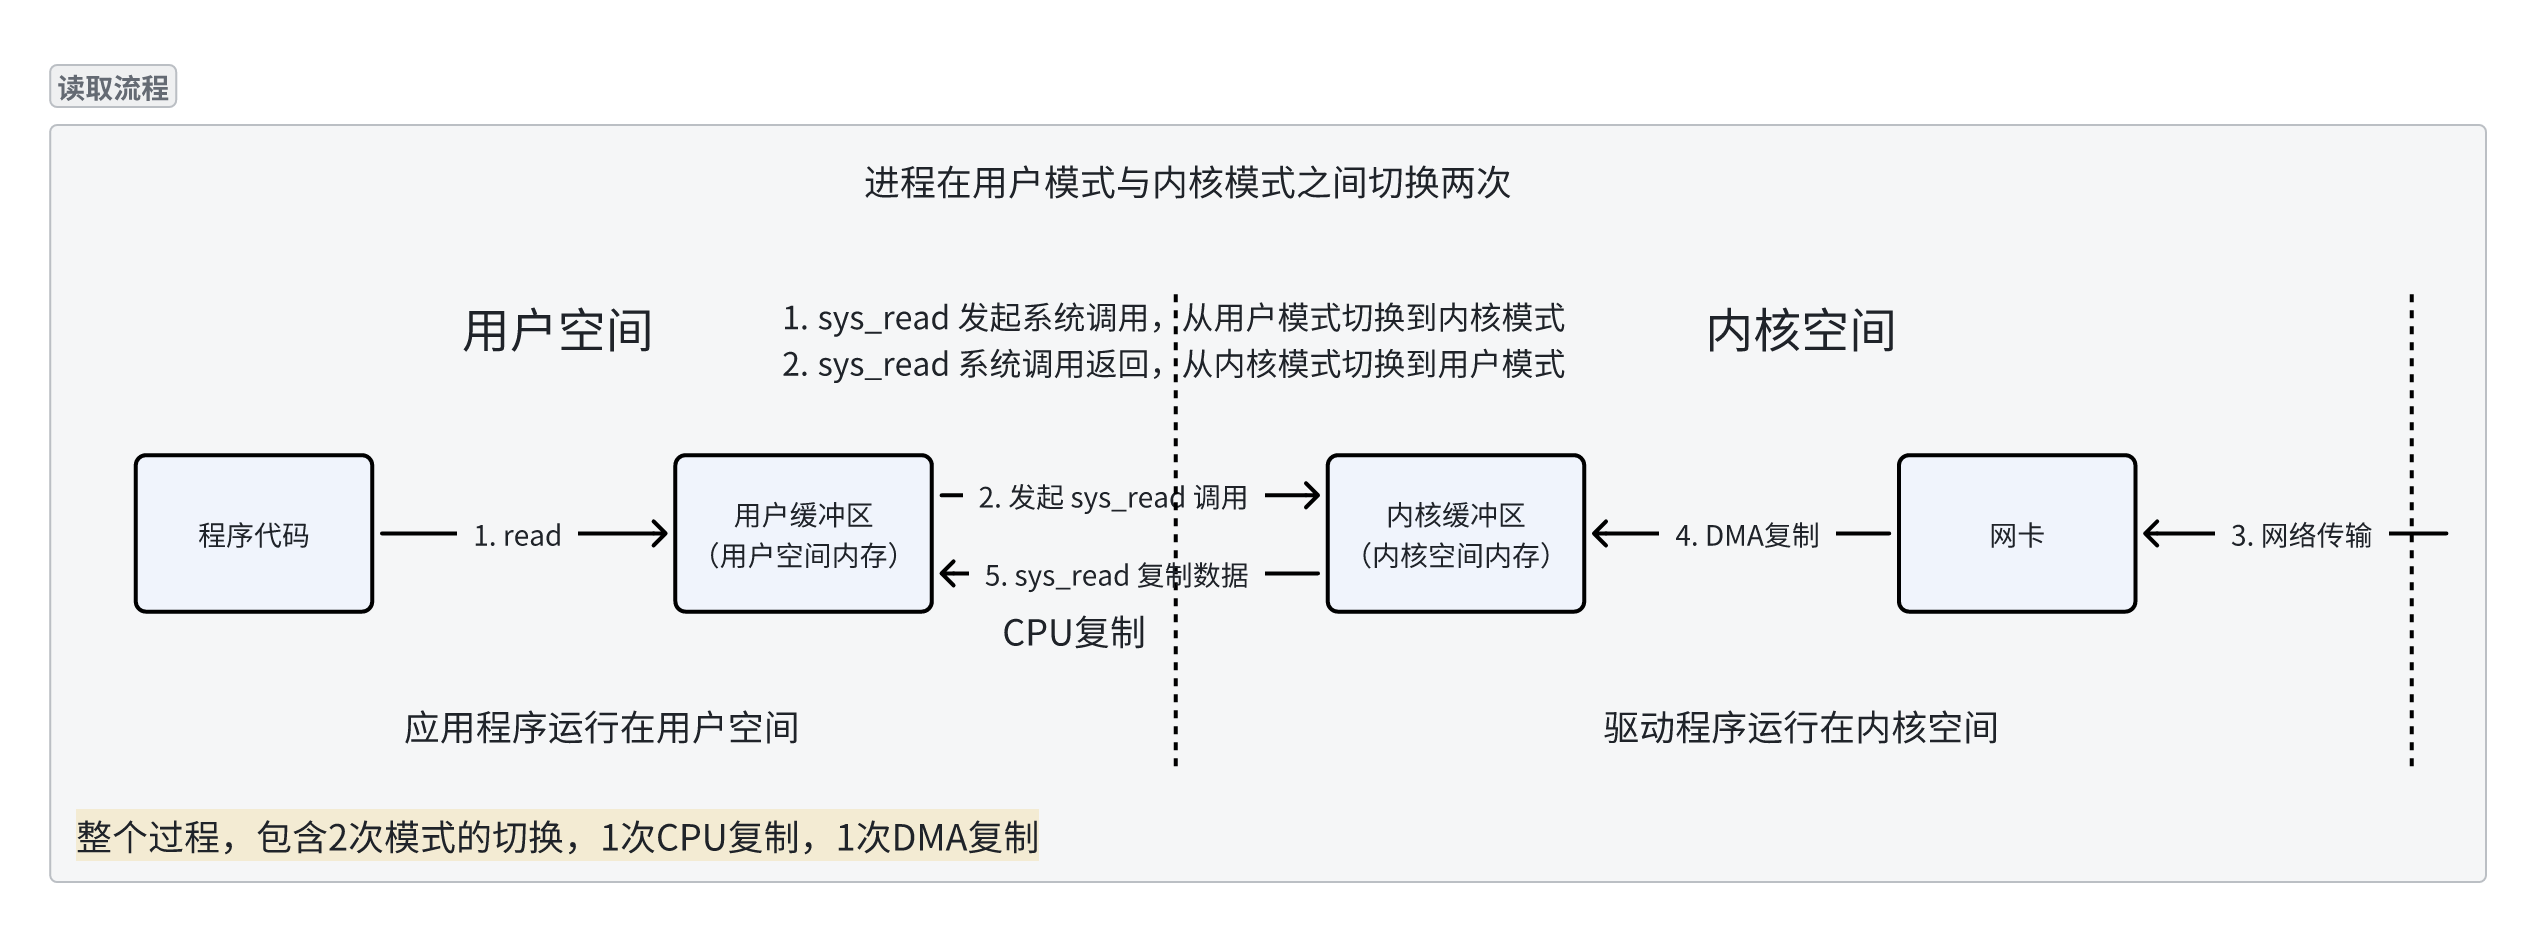 读取流程
进程在用户模式与内核模式之间切换两次
用户空间
1. sys_read 发起系统调用，从用户模式切换到内核模式
2. sys_read 系统调用返回，从内核模式切换到用户模式
内核空间
程序代码
1. read
用户缓冲区
（用户空间内存）
2. 发起 sys_read 调用
5. sys_read 复制数据
CPU复制
内核缓冲区
（内核空间内存）
4. DMA复制
网卡
3. 网络传输
应用程序运行在用户空间
驱动程序运行在内核空间
整个过程，包含2次模式的切换，1次CPU复制，1次DMA复制